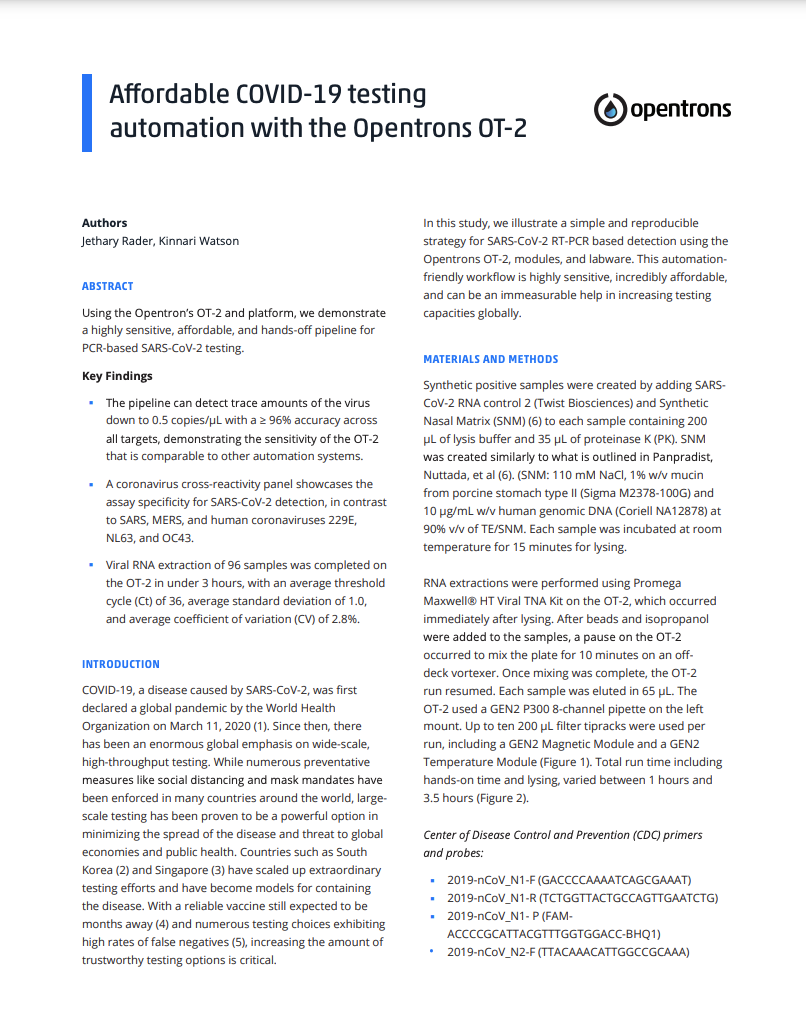 Affordable COVID-19 testing
automation with the Opentrons OT-2
opentrons
Authors
Jethary Rader, Kinnari Watson
ABSTRACT
Using the Opentron's OT-2 and platform, we demonstrate
a highly sensitive, affordable, and hands-off pipeline for
PCR-based SARS-CoV-2 testing.
Key Findings
▪ The pipeline can detect trace amounts of the virus
down to 0.5 copies/µL with a ≥ 96% accuracy across
all targets, demonstrating the sensitivity of the OT-2
that is comparable to other automation systems.
▪ A coronavirus cross-reactivity panel showcases the
assay specificity for SARS-CoV-2 detection, in contrast
to SARS, MERS, and human coronaviruses 229E,
NL63, and OC43.
▪ Viral RNA extraction of 96 samples was completed on
the OT-2 in under 3 hours, with an average threshold
cycle (Ct) of 36, average standard deviation of 1.0,
and average coefficient of variation (CV) of 2.8%.
INTRODUCTION
COVID-19, a disease caused by SARS-CoV-2, was first
declared a global pandemic by the World Health
Organization on March 11, 2020 (1). Since then, there
has been an enormous global emphasis on wide-scale,
high-throughput testing. While numerous preventative
measures like social distancing and mask mandates have
been enforced in many countries around the world, large-
scale testing has been proven to be a powerful option in
minimizing the spread of the disease and threat to global
economies and public health. Countries such as South
Korea (2) and Singapore (3) have scaled up extraordinary
testing efforts and have become models for containing
the disease. With a reliable vaccine still expected to be
months away (4) and numerous testing choices exhibiting
high rates of false negatives (5), increasing the amount of
trustworthy testing options is critical.
In this study, we illustrate a simple and reproducible
strategy for SARS-CoV-2 RT-PCR based detection using the
Opentrons OT-2, modules, and labware. This automation-
friendly workflow is highly sensitive, incredibly affordable,
and can be an immeasurable help in increasing testing
capacities globally.
MATERIALS AND METHODS
Synthetic positive samples were created by adding SARS-
CoV-2 RNA control 2 (Twist Biosciences) and Synthetic
Nasal Matrix (SNM) (6) to each sample containing 200
µL of lysis buffer and 35 µL of proteinase K (PK). SNM
was created similarly to what is outlined in Panpradist,
Nuttada, et al (6). (SNM: 110 mM NaCl, 1% w/v mucin
from porcine stomach type II (Sigma M2378-100G) and
10 µg/mL w/v human genomic DNA (Coriell NA12878) at
90% v/v of TE/SNM. Each sample was incubated at room
temperature for 15 minutes for lysing.
RNA extractions were performed using Promega
Maxwell® HT Viral TNA Kit on the OT-2, which occurred
immediately after lysing. After beads and isopropanol
were added to the samples, a pause on the OT-2
occurred to mix the plate for 10 minutes on an off-
deck vortexer. Once mixing was complete, the OT-2
run resumed. Each sample was eluted in 65 µL. The
OT-2 used a GEN2 P300 8-channel pipette on the left
mount. Up to ten 200 µL filter tipracks were used per
run, including a GEN2 Magnetic Module and a GEN2
Temperature Module (Figure 1). Total run time including
hands-on time and lysing, varied between 1 hours and
3.5 hours (Figure 2).
Center of Disease Control and Prevention (CDC) primers
and probes:
▪ 2019-nCoV_N1-F (GACCCCAAAATCAGCGAAAT)
▪ 2019-nCoV_N1-R (TCTGGTTACTGCCAGTTGAATCTG)
▪ 2019-nCoV_N1- P (FAM-
ACCCCGCATTACGTTTGGTGGACC-BHQ1)
• 2019-nCoV_N2-F (TTACAAACATTGGCCGCAAA)